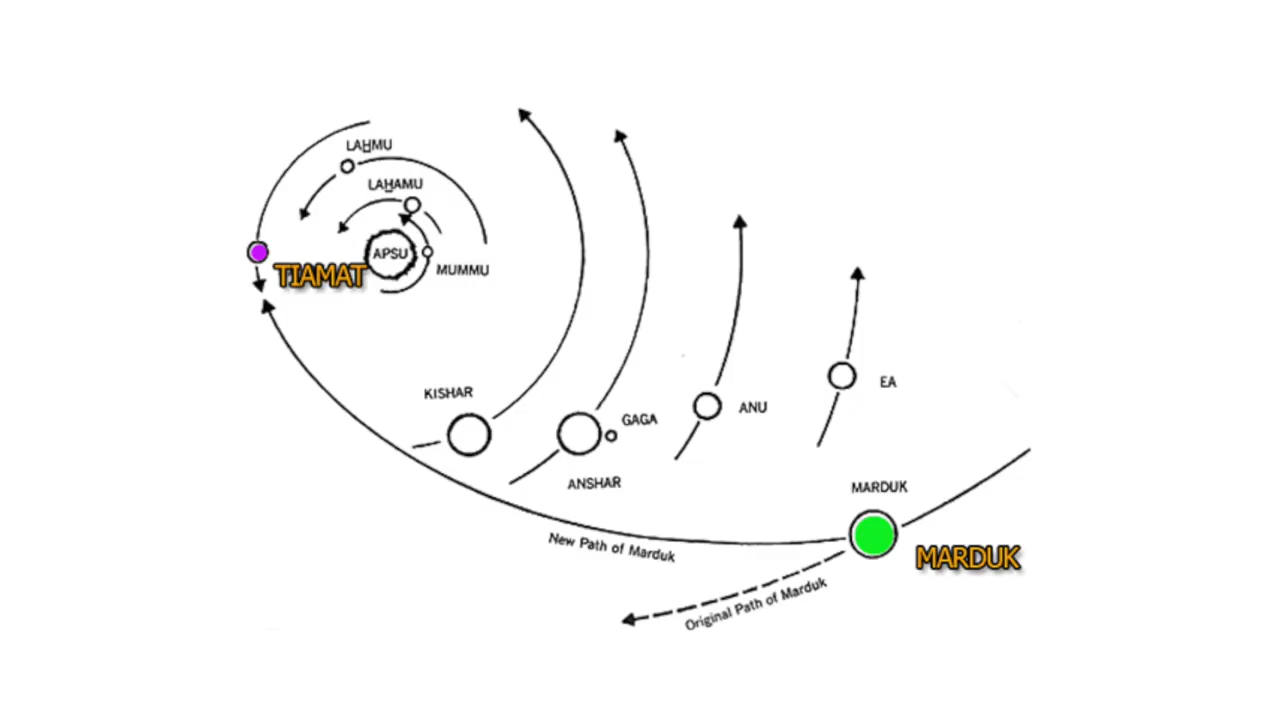 LAHMU
LAHAMU
APSU
MUMMU
TIAMAT
KISHAR
GAGA
ANSHAR
ANU
EA
MARDUK
MARDUK
New Path of Marduk
Original Path of Marduk